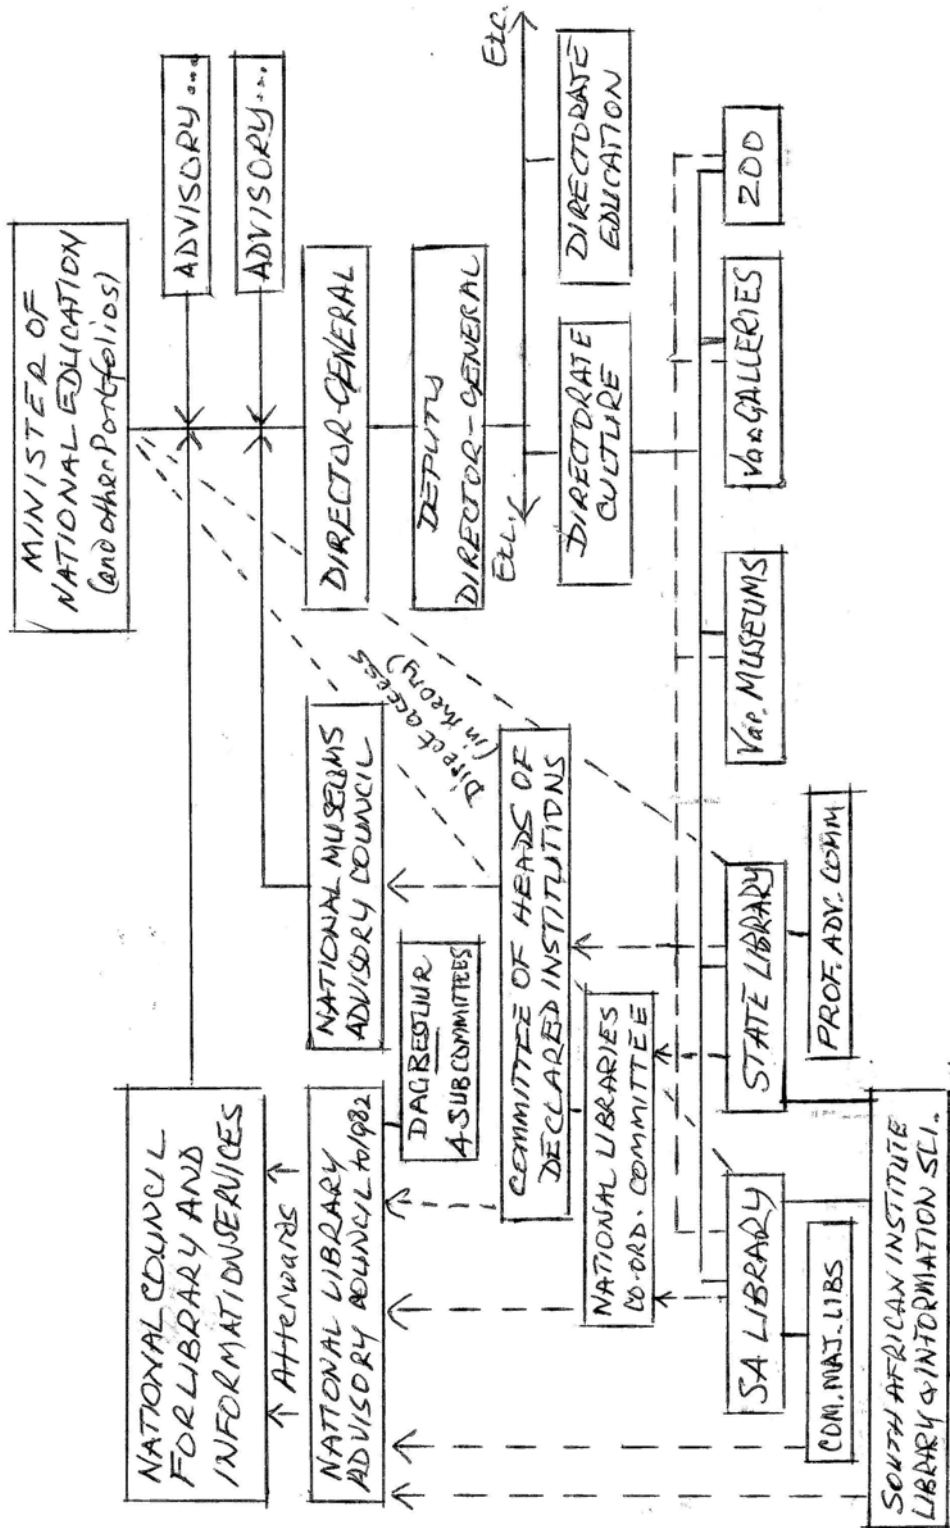 MINISTER OF
NATIONAL EDUCATION
(and other Portfolios)
NATIONAL COUNCIL
FOR LIBRARY AND
INFORMATION SERVICES
ADVISORY...
ADVISORY...
↑ Afterwards ↑
NATIONAL LIBRARY
ADVISORY COUNCIL to 1982
NATIONAL MUSEUMS
ADVISORY COUNCIL
DIRECTOR-GENERAL
Direct access
(in theory)
DAGBESTUUR
4 SUBCOMMITTEES
DEPUTY
DIRECTOR-GENERAL
Etc.
Etc.
COMMITTEE OF HEADS OF
DECLARED INSTITUTIONS
DIRECTORATE
CULTURE
DIRECTORATE
EDUCATION
NATIONAL LIBRARIES
CO-ORD. COMMITTEE
SA LIBRARY
STATE LIBRARY
Var. MUSEUMS
Var. GALLERIES
ZOO
COM. MAJ. LIBS
PROF. ADV. COMM
SOUTH AFRICAN INSTITUTE
LIBRARY & INFORMATION SCI.